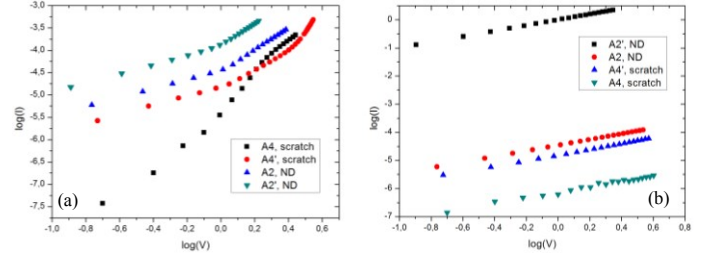 -3,0
-3,5
-4,0
-4,5
-5,0
-5,5
-6,0
-6,5
-7,0
-7,5
log(I)
A4, scratch
A4', scratch
A2, ND
A2', ND
(a)
-1,0 -0,8 -0,6 -0,4 -0,2 0,0 0,2 0,4 0,6
log(V)
1
0
-1
-2
-3
-4
-5
-6
-7
log(I)
A2', ND
A2, ND
A4', scratch
A4, scratch
(b)
-1,0 -0,8 -0,6 -0,4 -0,2 0,0 0,2 0,4 0,6 0,8
log(V)